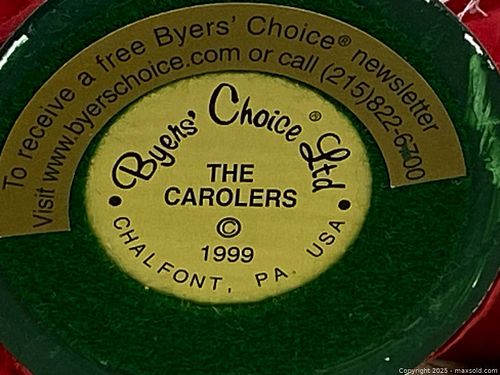 To receive a free Byers' Choice® newsletter
Visit www.byerschoice.com or call (215)822-6700
Byers' Choice® Ltd
THE
CAROLERS
©
1999
CHALFONT, PA. USA
Copyright 2025 - maxsold.com